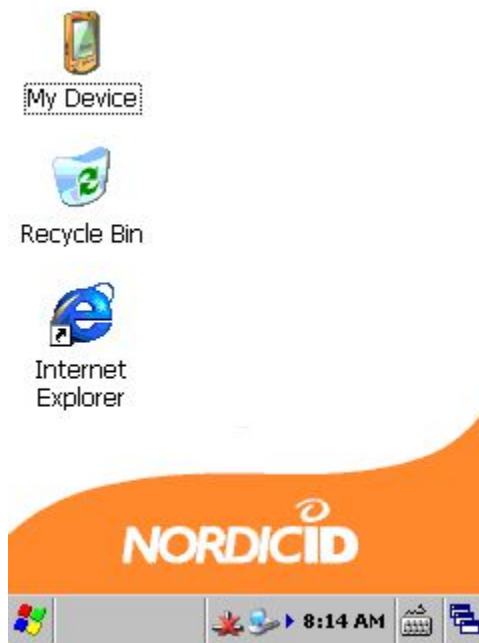 My Device
Recycle Bin
Internet
Explorer
NORDICID
8:14 AM